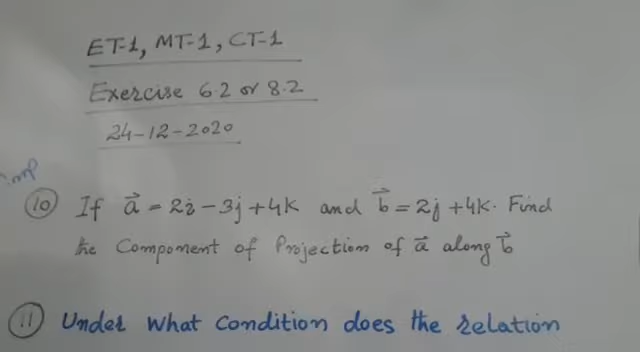 ET-1, MT-1, CT-1
Exercise 6.2 or 8.2
24-12-2020
imp
(10) If a⃗ = 2i - 3j + 4k and b⃗ = 2j + 4k. Find
the Component of Projection of a⃗ along b⃗
(11) Under What Condition does the relation